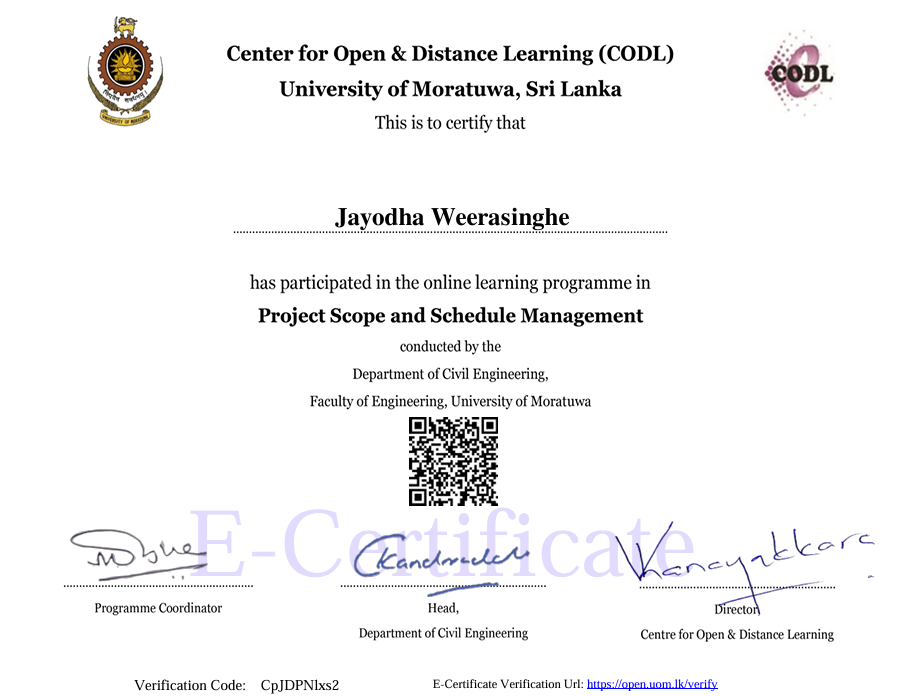 Center for Open & Distance Learning (CODL)
University of Moratuwa, Sri Lanka
CODL
UNIVERSITY OF MORATUWA
This is to certify that
Jayodha Weerasinghe
has participated in the online learning programme in
Project Scope and Schedule Management
conducted by the
Department of Civil Engineering,
Faculty of Engineering, University of Moratuwa
E-Certificate
Programme Coordinator
Head,
Department of Civil Engineering
Director
Centre for Open & Distance Learning
Verification Code: CpJDPNlxs2
E-Certificate Verification Url: https://open.uom.lk/verify